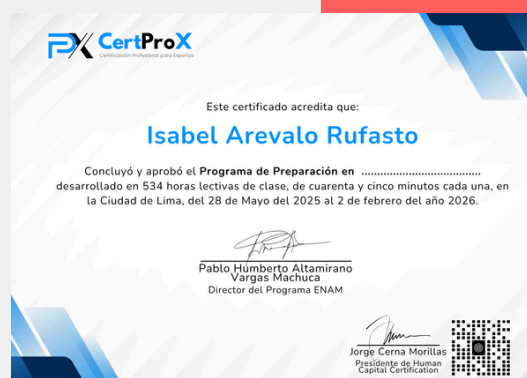 PX CertProX
Certificación Profesional para Expertos
Este certificado acredita que:
Isabel Arevalo Rufasto
Concluyó y aprobó el Programa de Preparación en ......................................
desarrollado en 534 horas lectivas de clase, de cuarenta y cinco minutos cada una, en
la Ciudad de Lima, del 28 de Mayo del 2025 al 2 de febrero del año 2026.
Pablo Humberto Altamirano
Vargas Machuca
Director del Programa ENAM
Jorge Cerna Morillas
Presidente de Human
Capital Certification